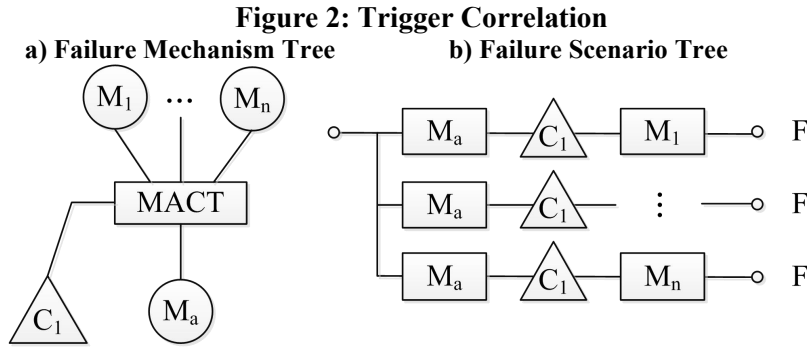 Figure 2: Trigger Correlation
a) Failure Mechanism Tree
b) Failure Scenario Tree
M1 ... Mn
MACT
C1
Ma
Ma C1 M1 F
Ma C1 ⋮ F
Ma C1 Mn F